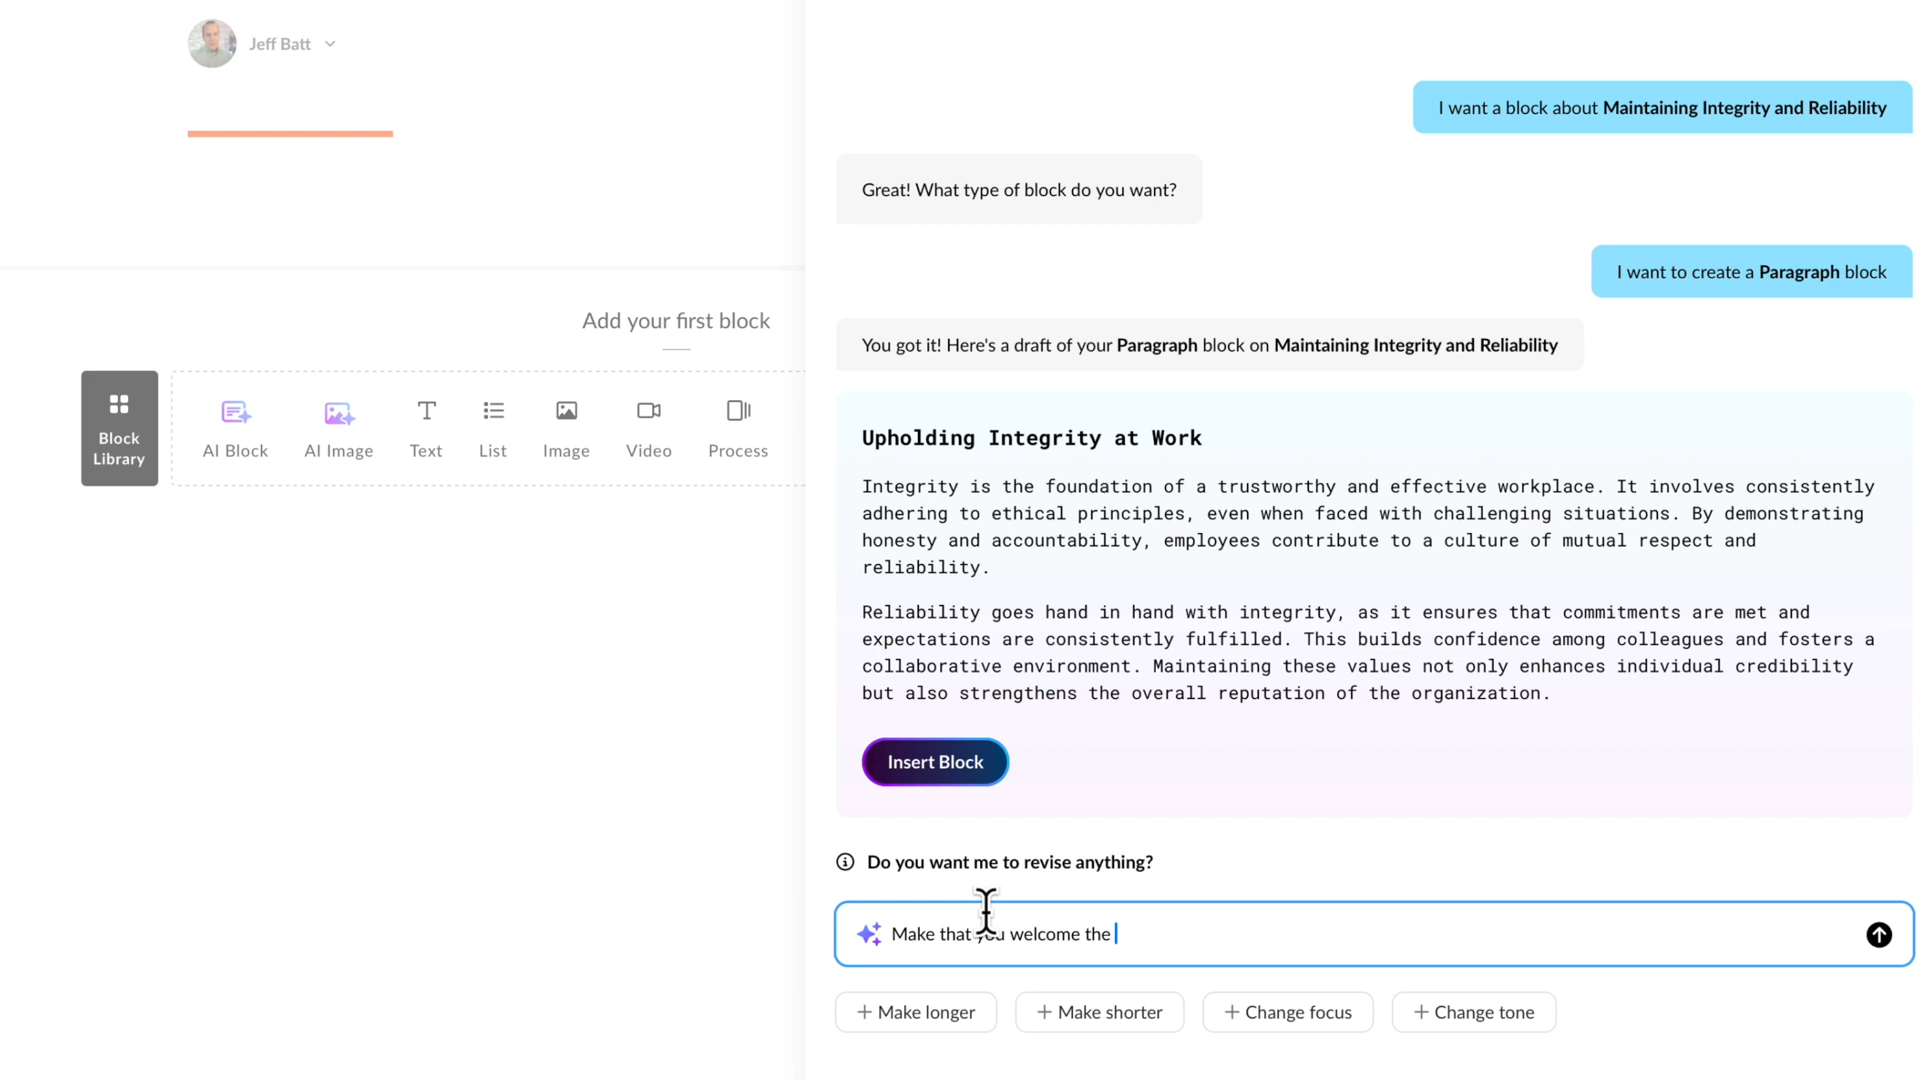 Jeff Batt
Add your first block
Block
Library
AI Block
AI Image
Text
List
Image
Video
Process
I want a block about Maintaining Integrity and Reliability
Great! What type of block do you want?
I want to create a Paragraph block
You got it! Here's a draft of your Paragraph block on Maintaining Integrity and Reliability
Upholding Integrity at Work
Integrity is the foundation of a trustworthy and effective workplace. It involves consistently
adhering to ethical principles, even when faced with challenging situations. By demonstrating
honesty and accountability, employees contribute to a culture of mutual respect and
reliability.
Reliability goes hand in hand with integrity, as it ensures that commitments are met and
expectations are consistently fulfilled. This builds confidence among colleagues and fosters a
collaborative environment. Maintaining these values not only enhances individual credibility
but also strengthens the overall reputation of the organization.
Insert Block
Do you want me to revise anything?
Make that you welcome the
+ Make longer
+ Make shorter
+ Change focus
+ Change tone